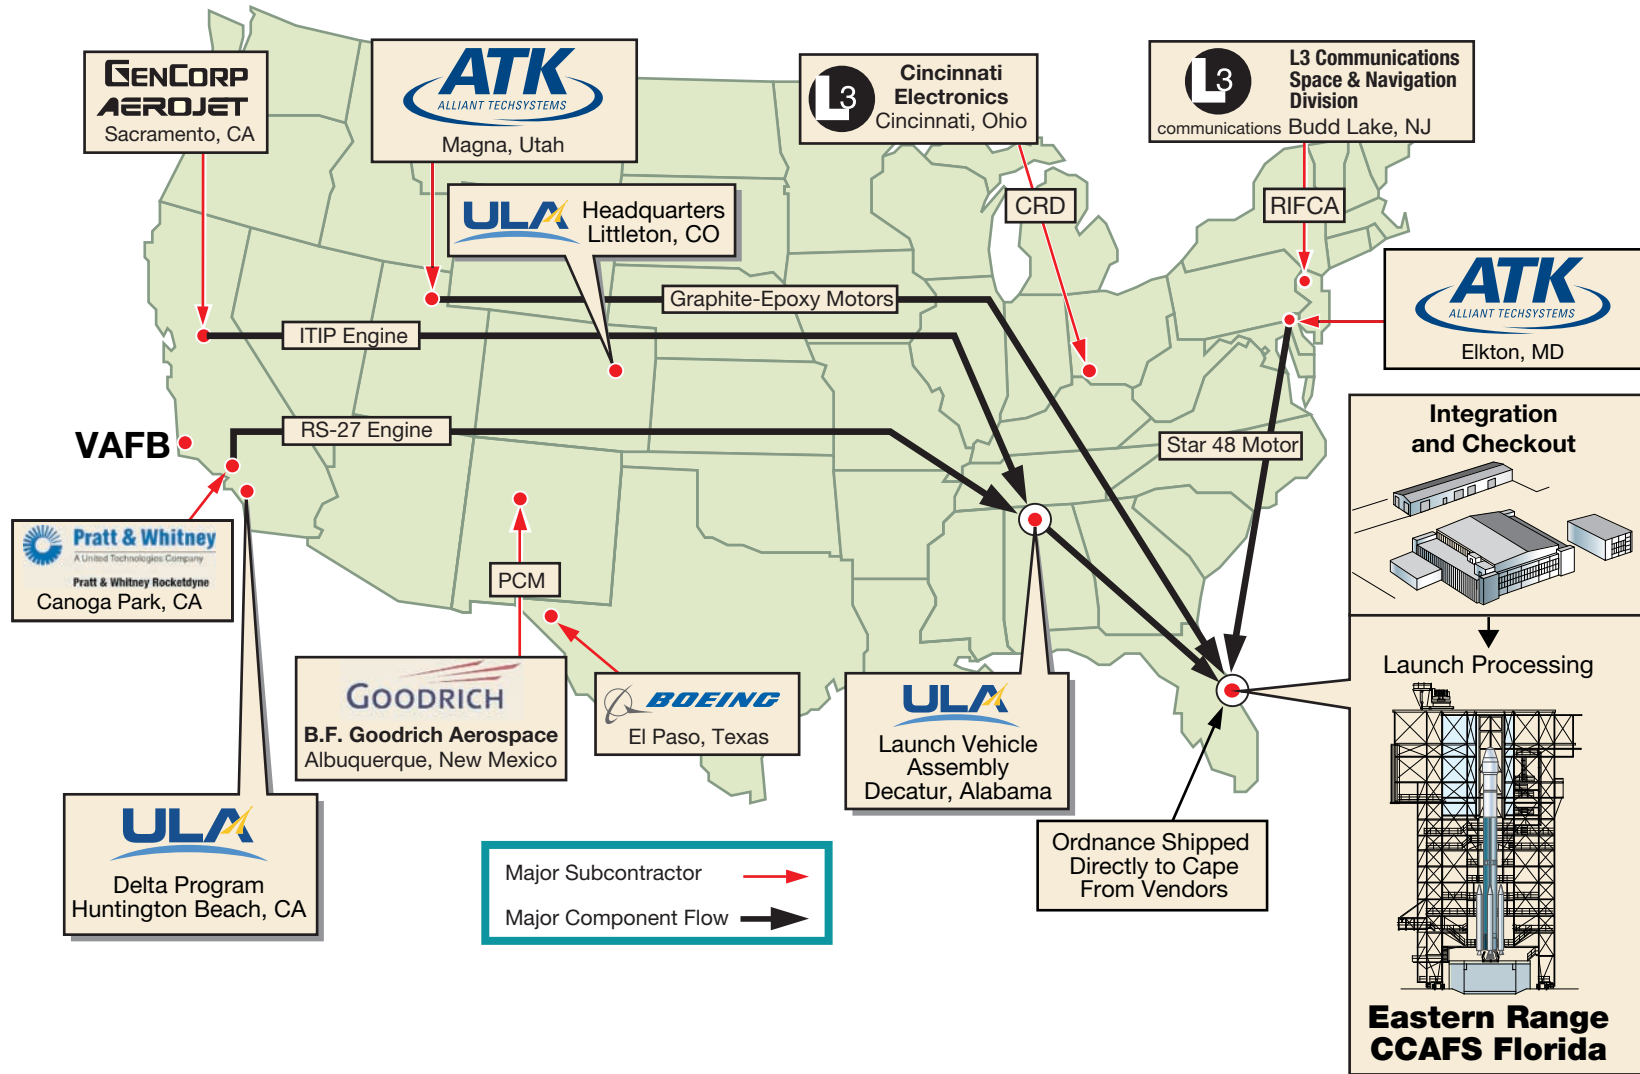 GENCORP
AEROJET
Sacramento, CA
ATK
ALLIANT TECHSYSTEMS
Magna, Utah
L3
Cincinnati
Electronics
Cincinnati, Ohio
L3
communications
L3 Communications
Space & Navigation
Division
Budd Lake, NJ
ULA
Headquarters
Littleton, CO
CRD
RIFCA
ATK
ALLIANT TECHSYSTEMS
Elkton, MD
Graphite-Epoxy Motors
ITIP Engine
RS-27 Engine
Star 48 Motor
VAFB
Pratt & Whitney
A United Technologies Company
Pratt & Whitney Rocketdyne
Canoga Park, CA
PCM
GOODRICH
B.F. Goodrich Aerospace
Albuquerque, New Mexico
BOEING
El Paso, Texas
ULA
Launch Vehicle
Assembly
Decatur, Alabama
ULA
Delta Program
Huntington Beach, CA
Major Subcontractor
Major Component Flow
Ordnance Shipped
Directly to Cape
From Vendors
Integration
and Checkout
Launch Processing
Eastern Range
CCAFS Florida